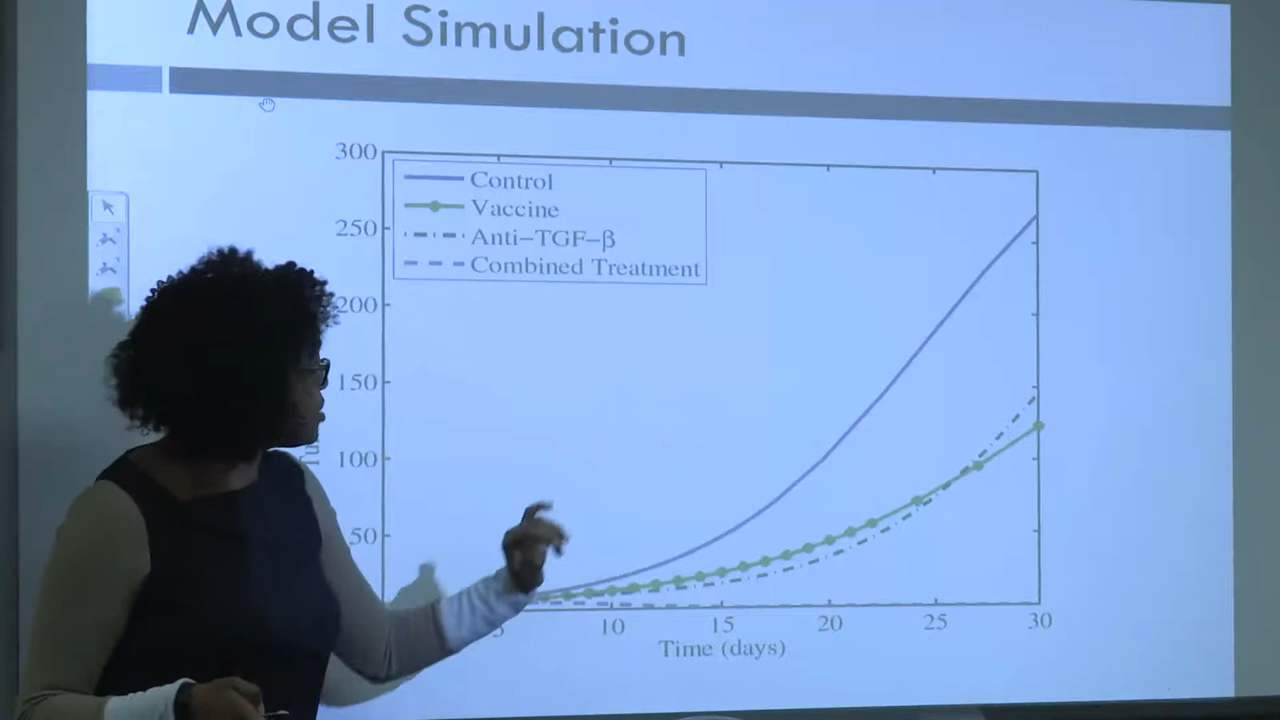 Model Simulation
300
Control
Vaccine
250
Anti−TGF−β
Combined Treatment
200
150
100
50
5 10 15 20 25 30
Time (days)